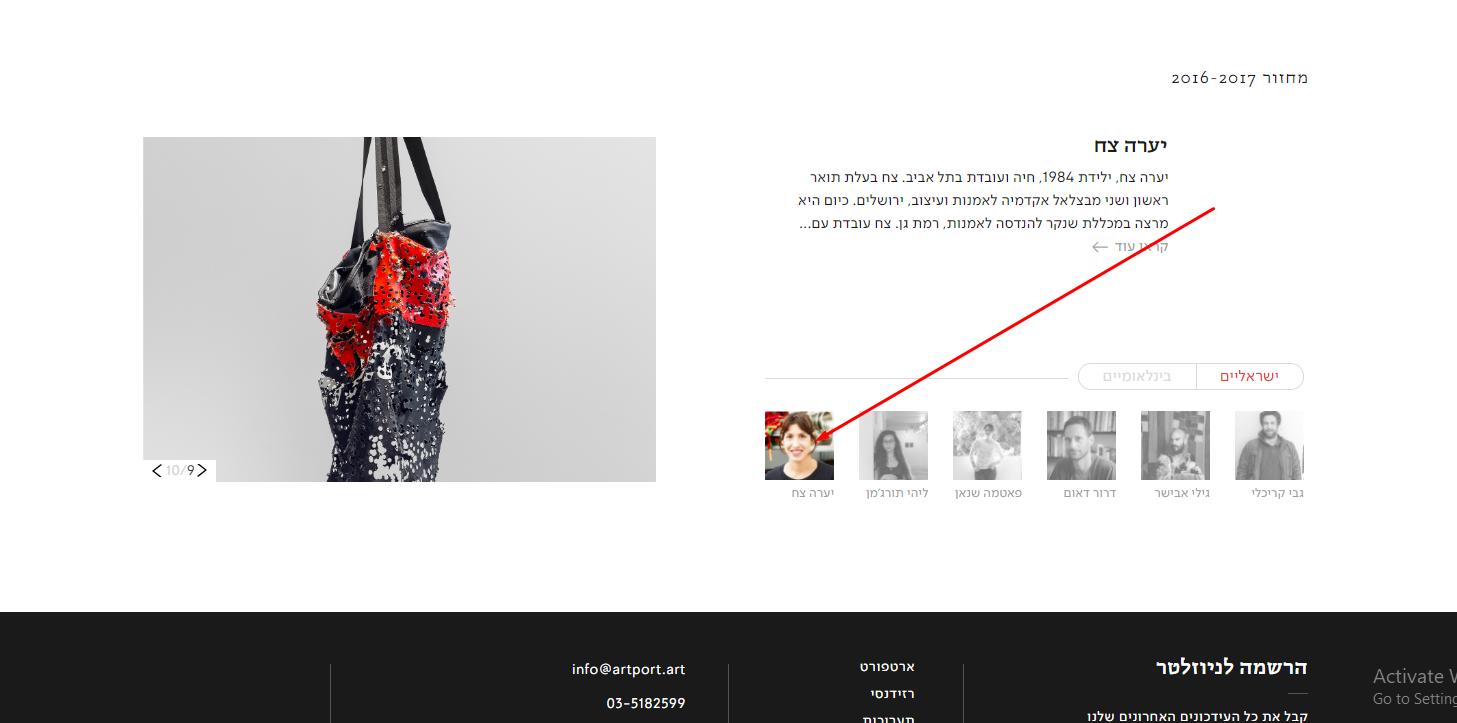 מחזור 2016-2017
יערה צח
יערה צח, ילידת 1984, חיה ועובדת בתל אביב. צח בעלת תואר
ראשון ושני מבצלאל אקדמיה לאמנות ועיצוב, ירושלים. כיום היא
מרצה במכללת שנקר להנדסה לאמנות, רמת גן. צח עובדת עם...
קראו עוד ←
ישראליים
בינלאומיים
גבי קריכלי
גילי אבישר
דרור דאום
פאטמה שנאן
ליהי תורג'מן
יערה צח
10/9
הרשמה לניוזלטר
קבל את כל העידכונים האחרונים שלנו
ארטפורט
רזידנסי
תערוכות
info@artport.art
03-5182599
Activate W
Go to Setting